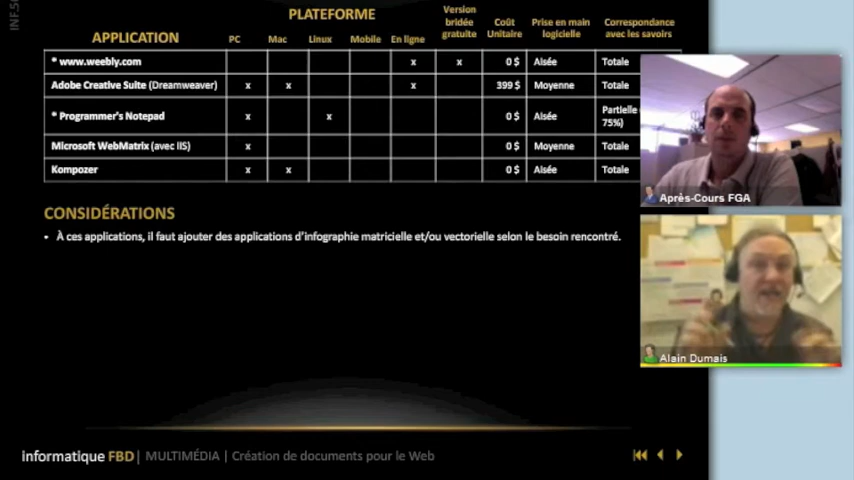 INF.5
PLATEFORME
Version bridée gratuite
Coût Unitaire
Prise en main logicielle
Correspondance avec les savoirs
APPLICATION PC Mac Linux Mobile En ligne
* www.weebly.com x x 0 $ Aisée Totale
Adobe Creative Suite (Dreamweaver) x x x 399 $ Moyenne Totale
* Programmer's Notepad x x 0 $ Aisée Partielle 75%)
Microsoft WebMatrix (avec IIS) x 0 $ Moyenne Totale
Kompozer x x 0 $ Aisée Totale
CONSIDÉRATIONS
• À ces applications, il faut ajouter des applications d'infographie matricielle et/ou vectorielle selon le besoin rencontré.
Après-Cours FGA
Alain Dumais
informatique FBD | MULTIMÉDIA | Création de documents pour le Web